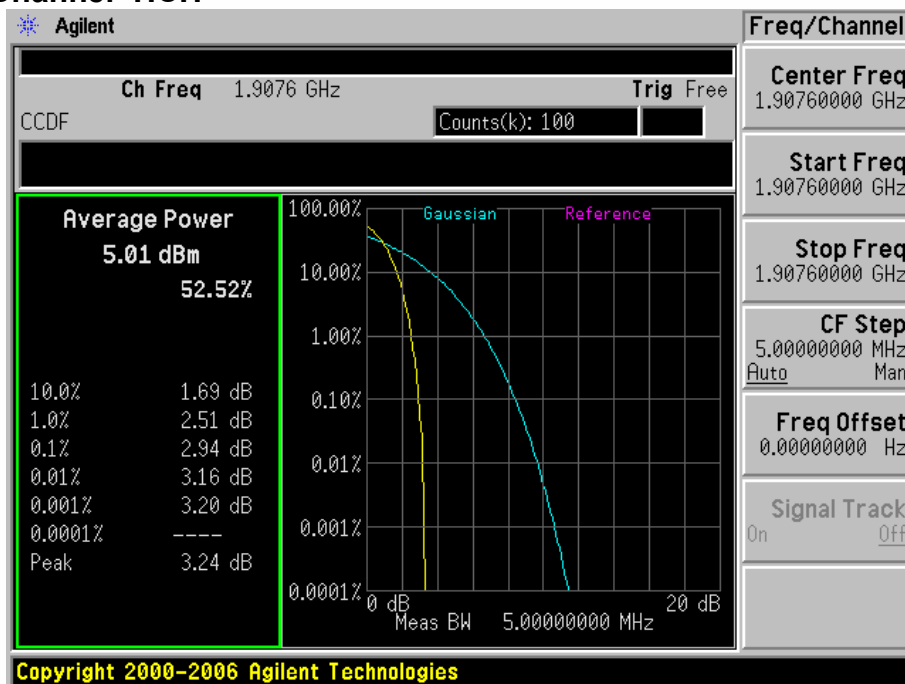 Agilent
Freq/Channel
Ch Freq 1.9076 GHz Trig Free
CCDF Counts(k): 100
Center Freq
1.90760000 GHz
Start Freq
1.90760000 GHz
Stop Freq
1.90760000 GHz
CF Step
5.00000000 MHz
Auto Man
Freq Offset
0.00000000 Hz
Signal Track
On Off
Average Power
5.01 dBm
52.52%
10.0% 1.69 dB
1.0% 2.51 dB
0.1% 2.94 dB
0.01% 3.16 dB
0.001% 3.20 dB
0.0001% ----
Peak 3.24 dB
Gaussian Reference
100.00%
10.00%
1.00%
0.10%
0.01%
0.001%
0.0001%
0 dB 20 dB
Meas BW 5.00000000 MHz
Copyright 2000-2006 Agilent Technologies